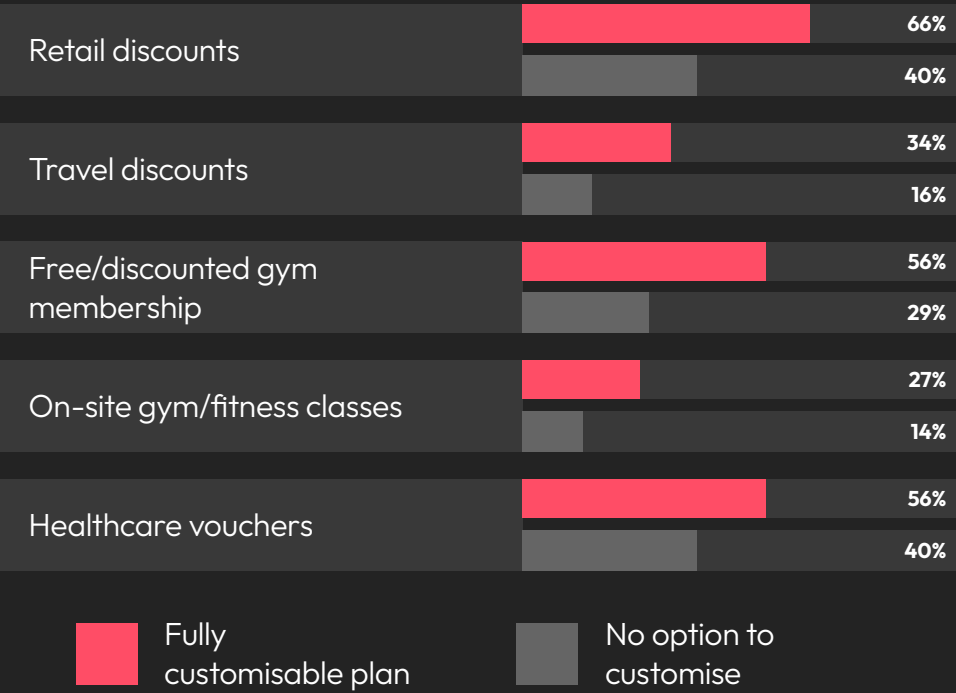 Retail discounts
66%
40%
Travel discounts
34%
16%
Free/discounted gym
membership
56%
29%
On-site gym/fitness classes
27%
14%
Healthcare vouchers
56%
40%
Fully
customisable plan
No option to
customise